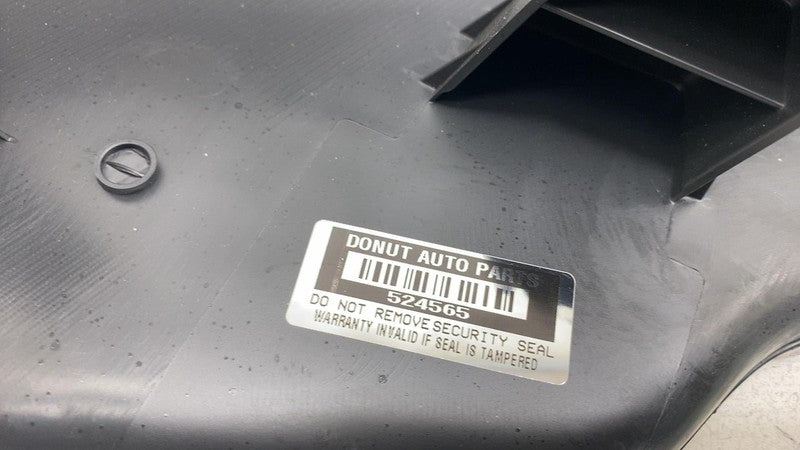 DONUT AUTO PARTS
524565
DO NOT REMOVE SECURITY SEAL
WARRANTY INVALID IF SEAL IS TAMPERED